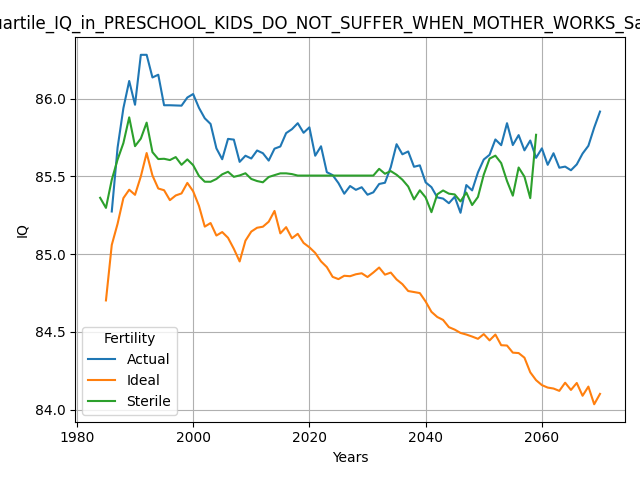 uartile_IQ_in_PRESCHOOL_KIDS_DO_NOT_SUFFER_WHEN_MOTHER_WORKS_Sa
86.0
85.5
85.0
84.5
84.0
IQ
Fertility
Actual
Ideal
Sterile
1980 2000 2020 2040 2060
Years